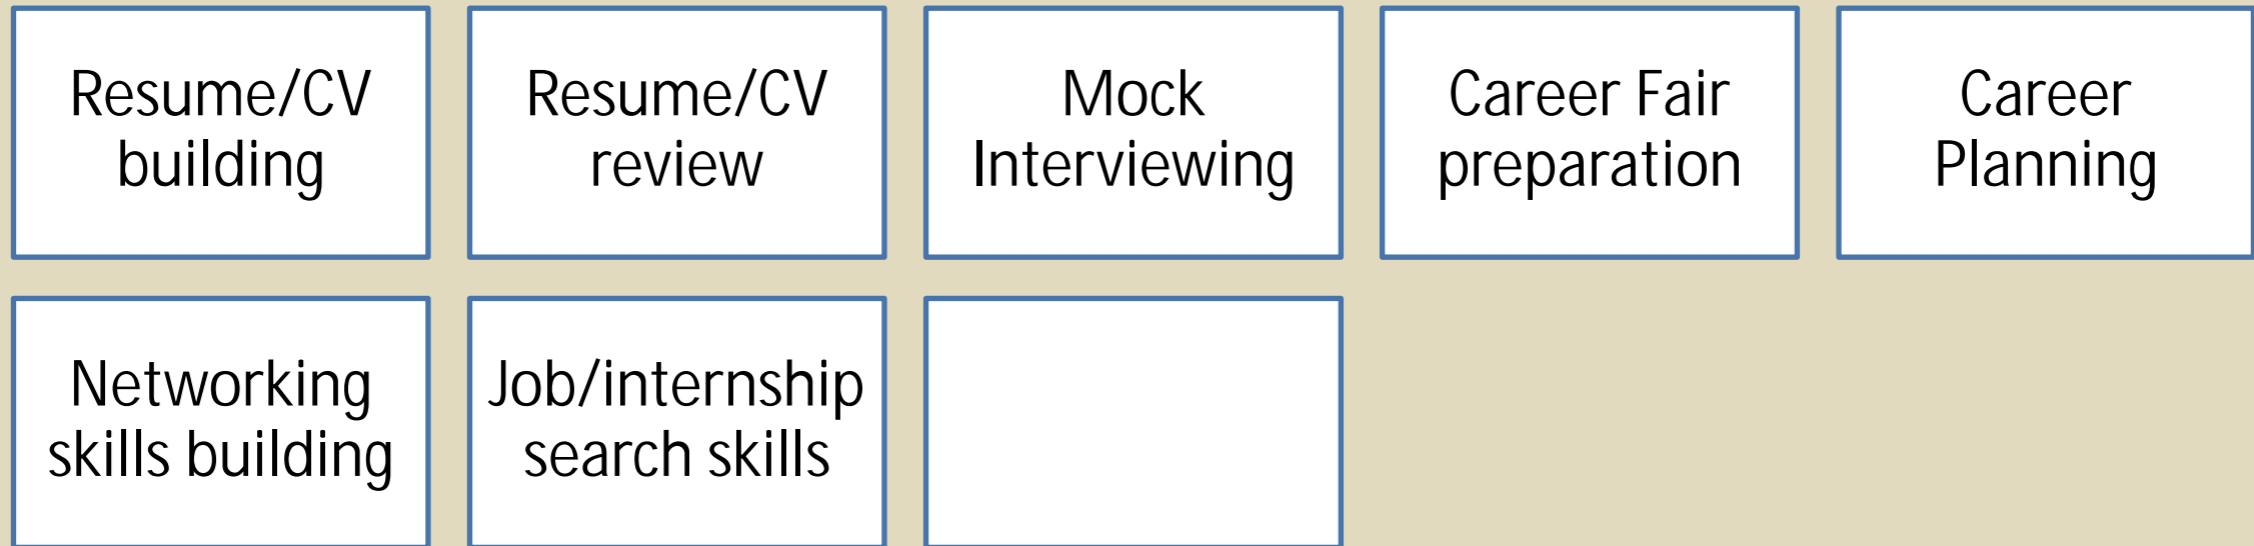 Resume/CV
building
Resume/CV
review
Mock
Interviewing
Career Fair
preparation
Career
Planning
Networking
skills building
Job/internship
search skills